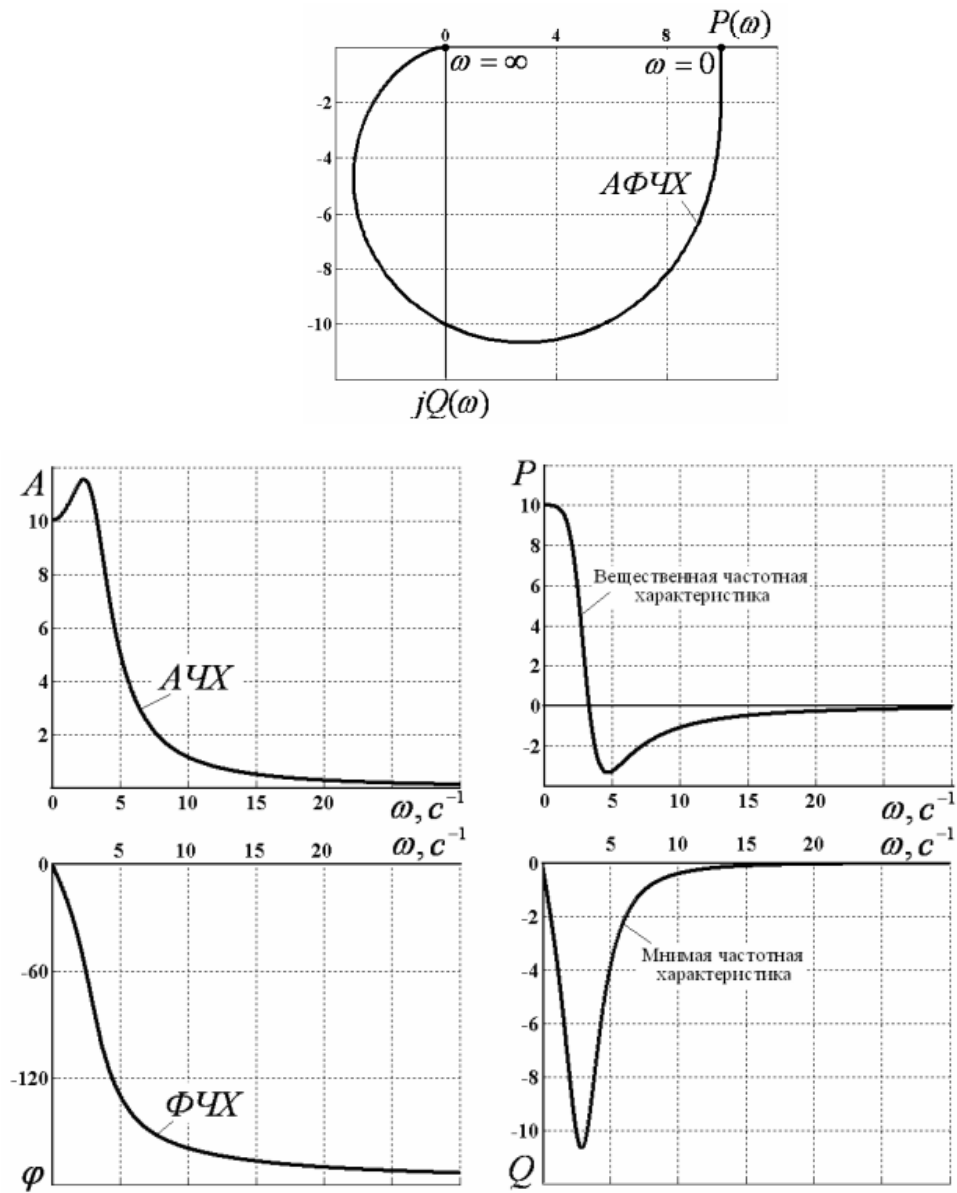 0 4 8 P(ω)
ω = ∞ ω = 0
-2
-4
АФЧХ
-6
-8
-10
jQ(ω)
A
10
8
6
4
2
АЧХ
0 5 10 15 20
ω, с⁻¹
P
10
8
6
4
2
0
-2
Вещественная частотная
характеристика
0 5 10 15 20
ω, с⁻¹
5 10 15 20 ω, с⁻¹
0
-60
-120
φ
ФЧХ
5 10 15 20 ω, с⁻¹
0
-2
-4
-6
-8
-10
Q
Мнимая частотная
характеристика